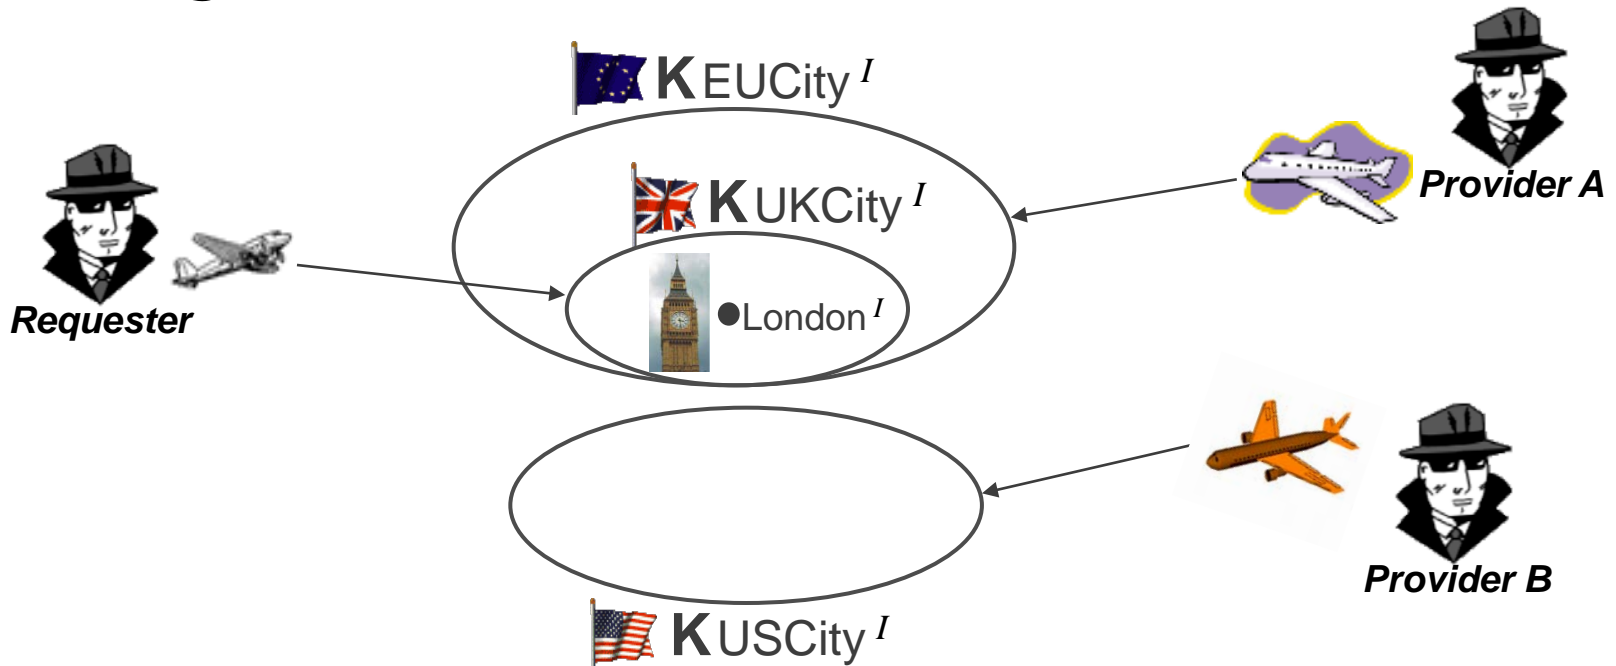 KEUCity I
KUKCity I
Provider A
●London I
Requester
Provider B
KUSCity I